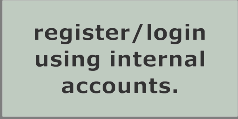 register/login
using internal
accounts.